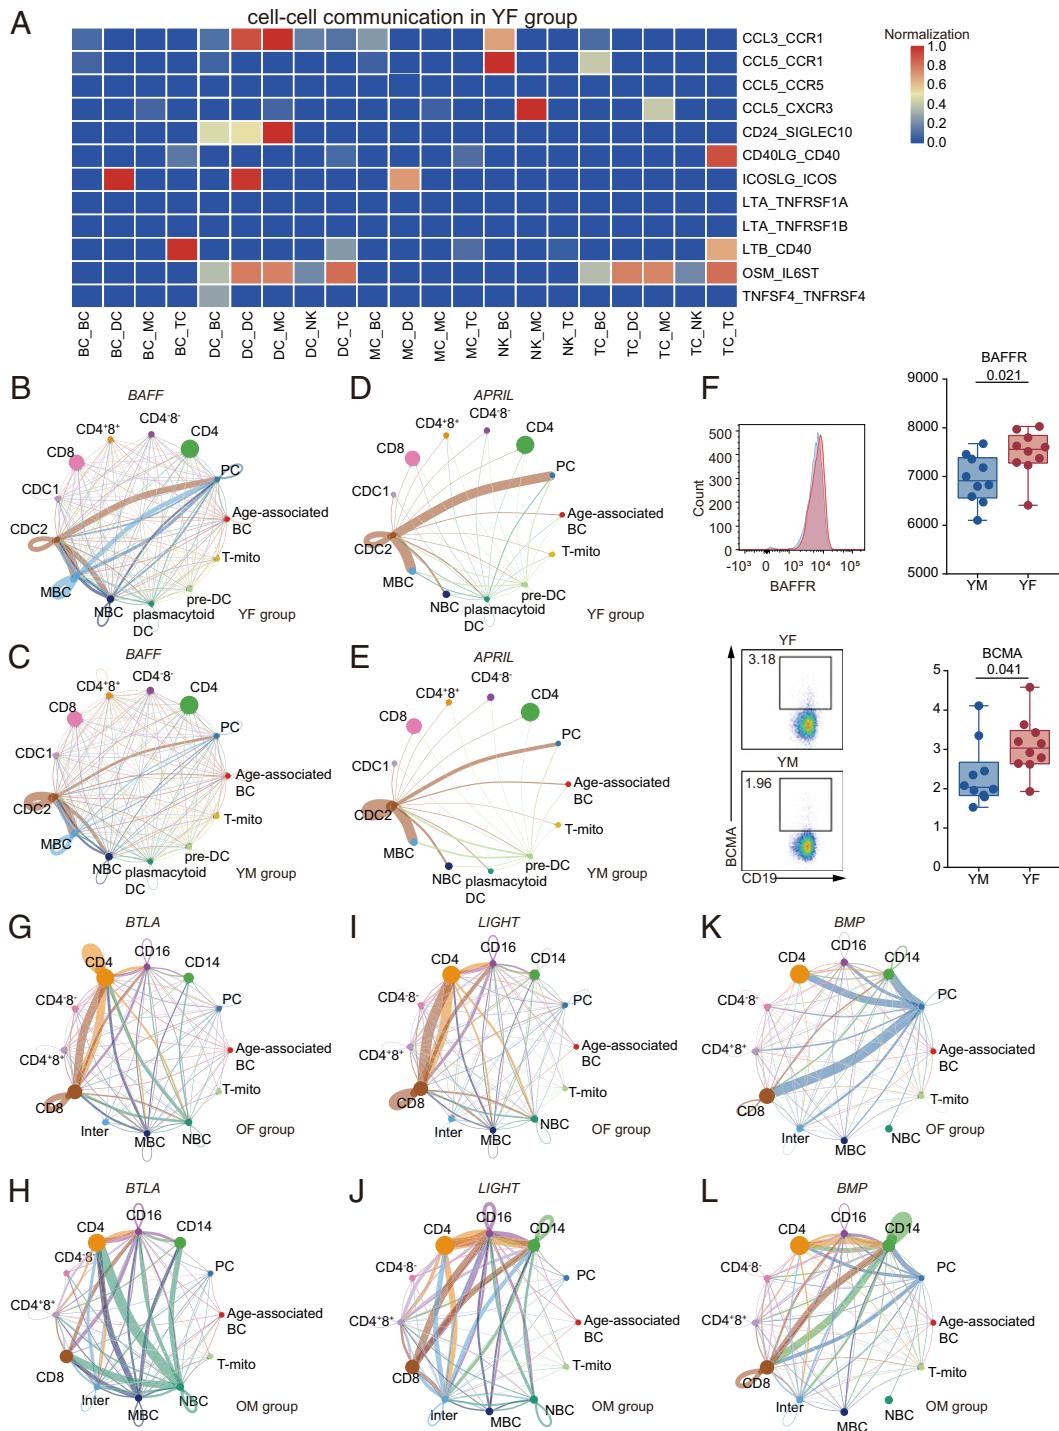 A
cell-cell communication in YF group
CCL3_CCR1
CCL5_CCR1
CCL5_CCR5
CCL5_CXCR3
CD24_SIGLEC10
CD40LG_CD40
ICOSLG_ICOS
LTA_TNFRSF1A
LTA_TNFRSF1B
LTB_CD40
OSM_IL6ST
TNFSF4_TNFRSF4
BC_BC
BC_DC
BC_MC
BC_TC
DC_BC
DC_DC
DC_MC
DC_NK
DC_TC
MC_BC
MC_DC
MC_MC
MC_TC
NK_BC
NK_MC
NK_TC
TC_BC
TC_DC
TC_MC
TC_NK
TC_TC
Normalization
1.0
0.8
0.6
0.4
0.2
0.0
B
BAFF
CD4⁺8⁺
CD4⁻8⁻
CD4
CD8
PC
CDC1
Age-associated
BC
CDC2
T-mito
MBC
pre-DC
NBC
plasmacytoid
DC
YF group
D
APRIL
CD4⁺8⁺
CD4⁻8⁻
CD4
CD8
PC
CDC1
Age-associated
BC
CDC2
T-mito
MBC
pre-DC
NBC
plasmacytoid
DC
YF group
F
500
400
300
200
100
0
Count
-10³ 0 10³ 10⁴ 10⁵
BAFFR
BAFFR
0.021
9000
8000
7000
6000
5000
YM YF
C
BAFF
CD4⁺8⁺
CD4⁻8⁻
CD4
CD8
PC
CDC1
Age-associated
BC
CDC2
T-mito
MBC
pre-DC
NBC
plasmacytoid
DC
YM group
E
APRIL
CD4⁺8⁺
CD4⁻8⁻
CD4
CD8
PC
CDC1
Age-associated
BC
CDC2
T-mito
MBC
pre-DC
NBC
plasmacytoid
DC
YM group
YF
3.18
YM
1.96
BCMA
CD19
BCMA
0.041
5
4
3
2
1
0
YM YF
G
BTLA
CD4
CD16
CD14
CD4⁻8⁻
PC
CD4⁺8⁺
Age-associated
BC
T-mito
CD8
Inter
MBC
NBC
OF group
I
LIGHT
CD4
CD16
CD14
CD4⁻8⁻
PC
CD4⁺8⁺
Age-associated
BC
T-mito
CD8
Inter
MBC
NBC
OF group
K
BMP
CD4
CD16
CD14
PC
CD4⁻8⁻
CD4⁺8⁺
Age-associated
BC
T-mito
CD8
Inter
MBC
NBC
OF group
H
BTLA
CD4
CD16
CD14
CD4⁻8⁻
PC
CD4⁺8⁺
Age-associated
BC
T-mito
CD8
Inter
MBC
NBC
OM group
J
LIGHT
CD4
CD16
CD14
CD4⁻8⁻
PC
CD4⁺8⁺
Age-associated
BC
T-mito
CD8
inter
MBC
NBC
OM group
L
BMP
CD4
CD16
CD14
CD4⁻8⁻
PC
CD4⁺8⁺
Age-associated
BC
T-mito
CD8
Inter
MBC
NBC
OM group